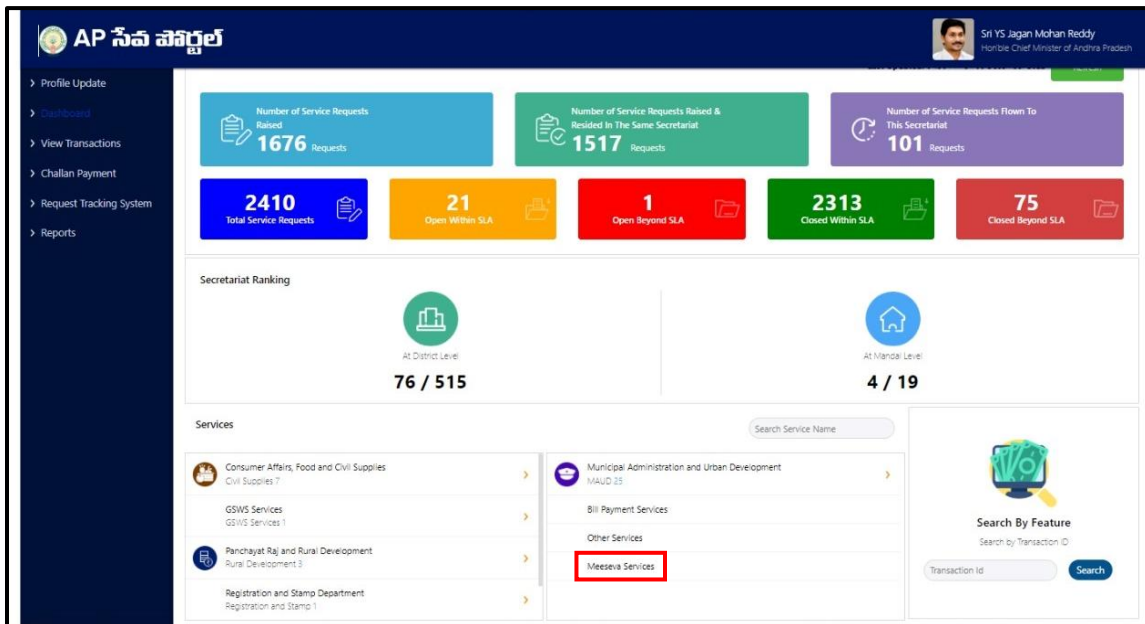 AP సేవ పోర్టల్
Sri YS Jagan Mohan Reddy
Hon'ble Chief Minister of Andhra Pradesh
Profile Update
Dashboard
View Transactions
Challan Payment
Request Tracking System
Reports
Number of Service Requests
Raised
1676 Requests
Number of Service Requests Raised &
Resided In The Same Secretariat
1517 Requests
Number of Service Requests Flown To
This Secretariat
101 Requests
2410
Total Service Requests
21
Open Within SLA
1
Open Beyond SLA
2313
Closed Within SLA
75
Closed Beyond SLA
Secretariat Ranking
At District Level
76 / 515
At Mandal Level
4 / 19
Services
Search Service Name
Consumer Affairs, Food and Civil Supplies
Civil Supplies 7
GSWS Services
GSWS Services 1
Panchayat Raj and Rural Development
Rural Development 3
Registration and Stamp Department
Registration and Stamp 1
Municipal Administration and Urban Development
MAUD 25
Bill Payment Services
Other Services
Meeseva Services
Search By Feature
Search by Transaction ID
Transaction Id
Search